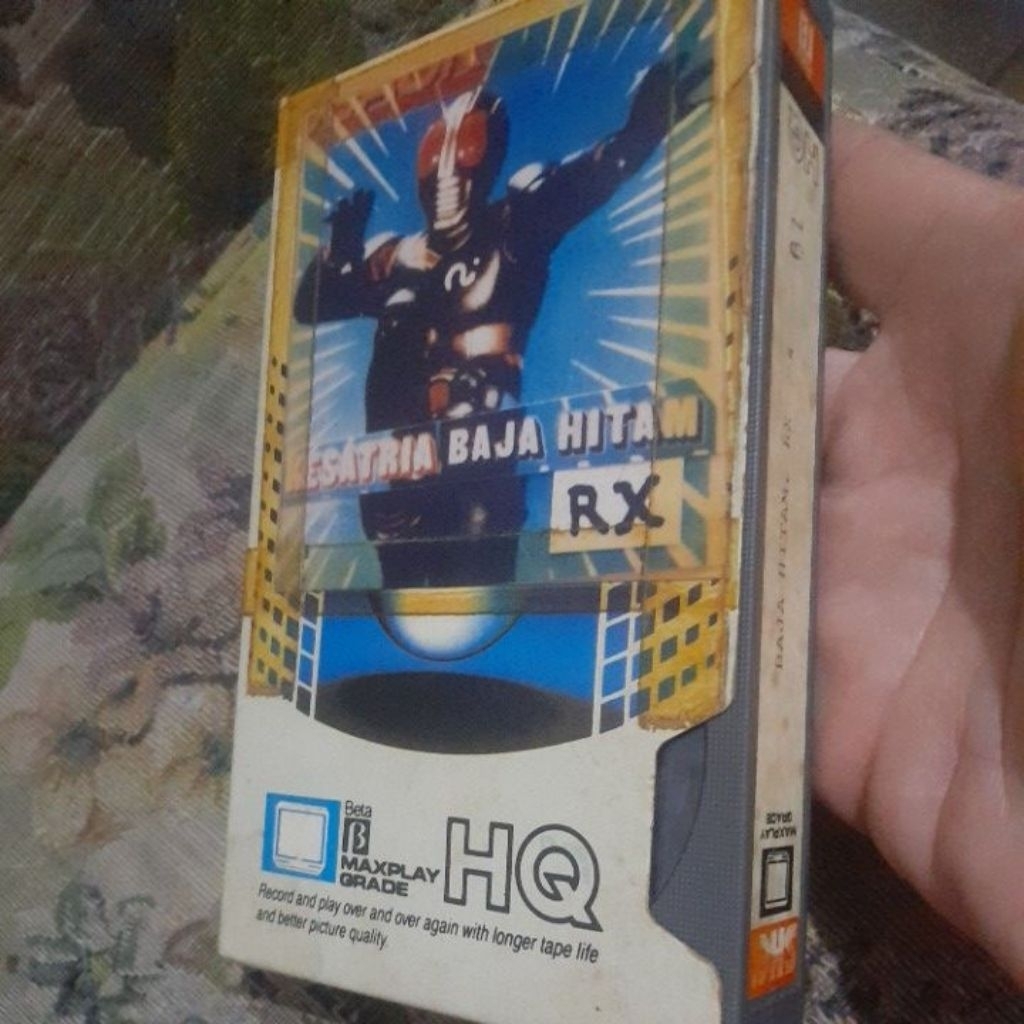 KESATRIA BAJA HITAM
RX
Beta
β
MAXPLAY
GRADE
HQ
Record and play over and over again with longer tape life
and better picture quality.
BAJA HITAM. RX
MAXPLAY
GRADE